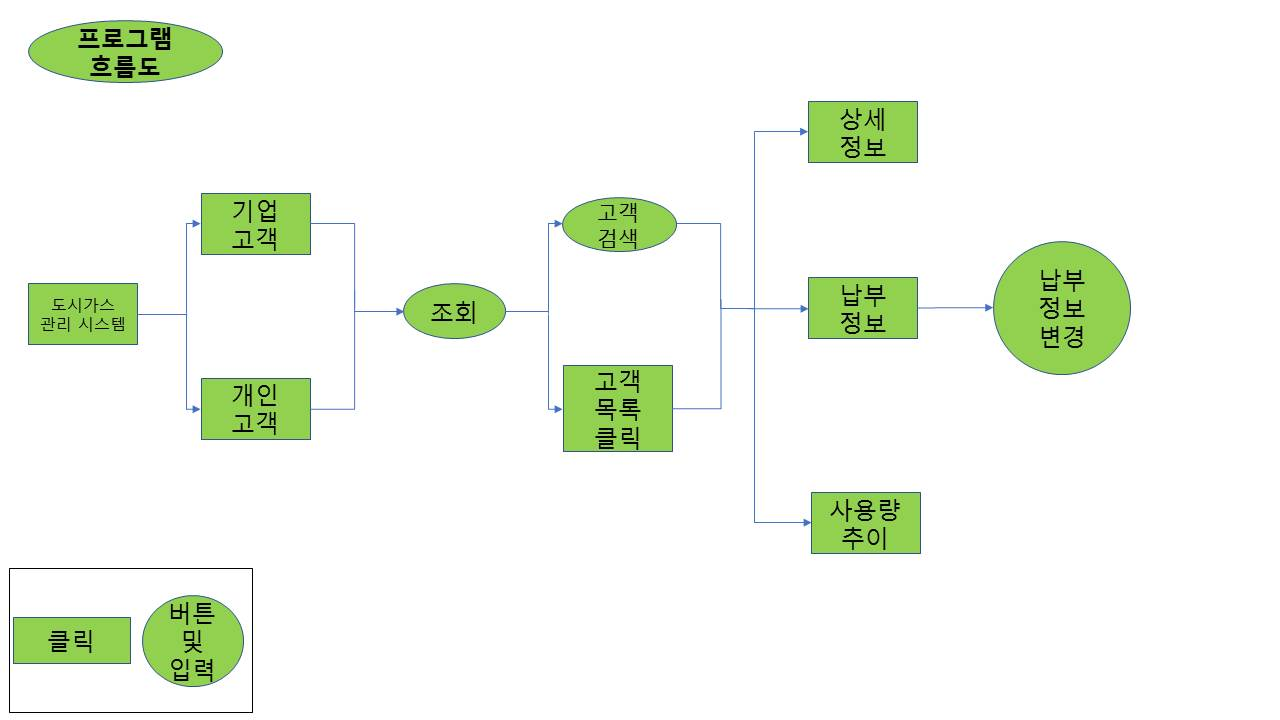 프로그램
흐름도
상세
정보
기업
고객
고객
검색
도시가스
관리 시스템
조회
납부
정보
납부
정보
변경
개인
고객
고객
목록
클릭
사용량
추이
클릭
버튼
및
입력